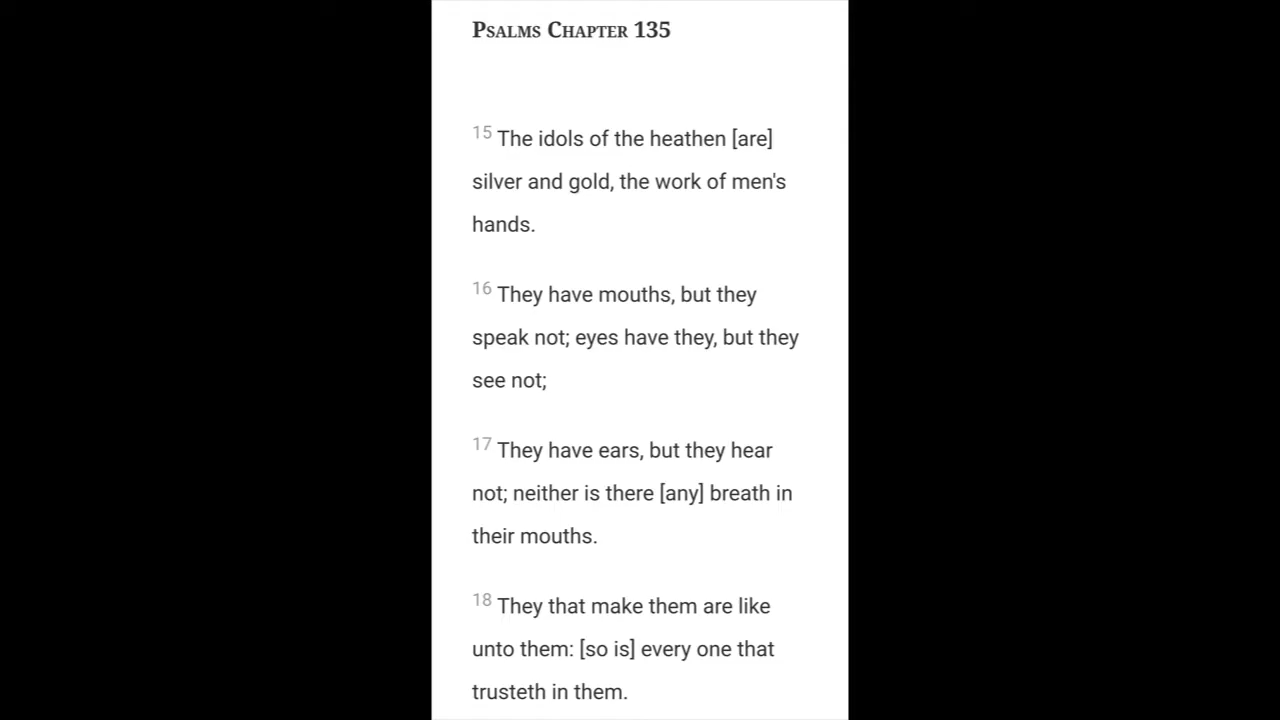 Psalms Chapter 135
15 The idols of the heathen [are]
silver and gold, the work of men's
hands.
16 They have mouths, but they
speak not; eyes have they, but they
see not;
17 They have ears, but they hear
not; neither is there [any] breath in
their mouths.
18 They that make them are like
unto them: [so is] every one that
trusteth in them.